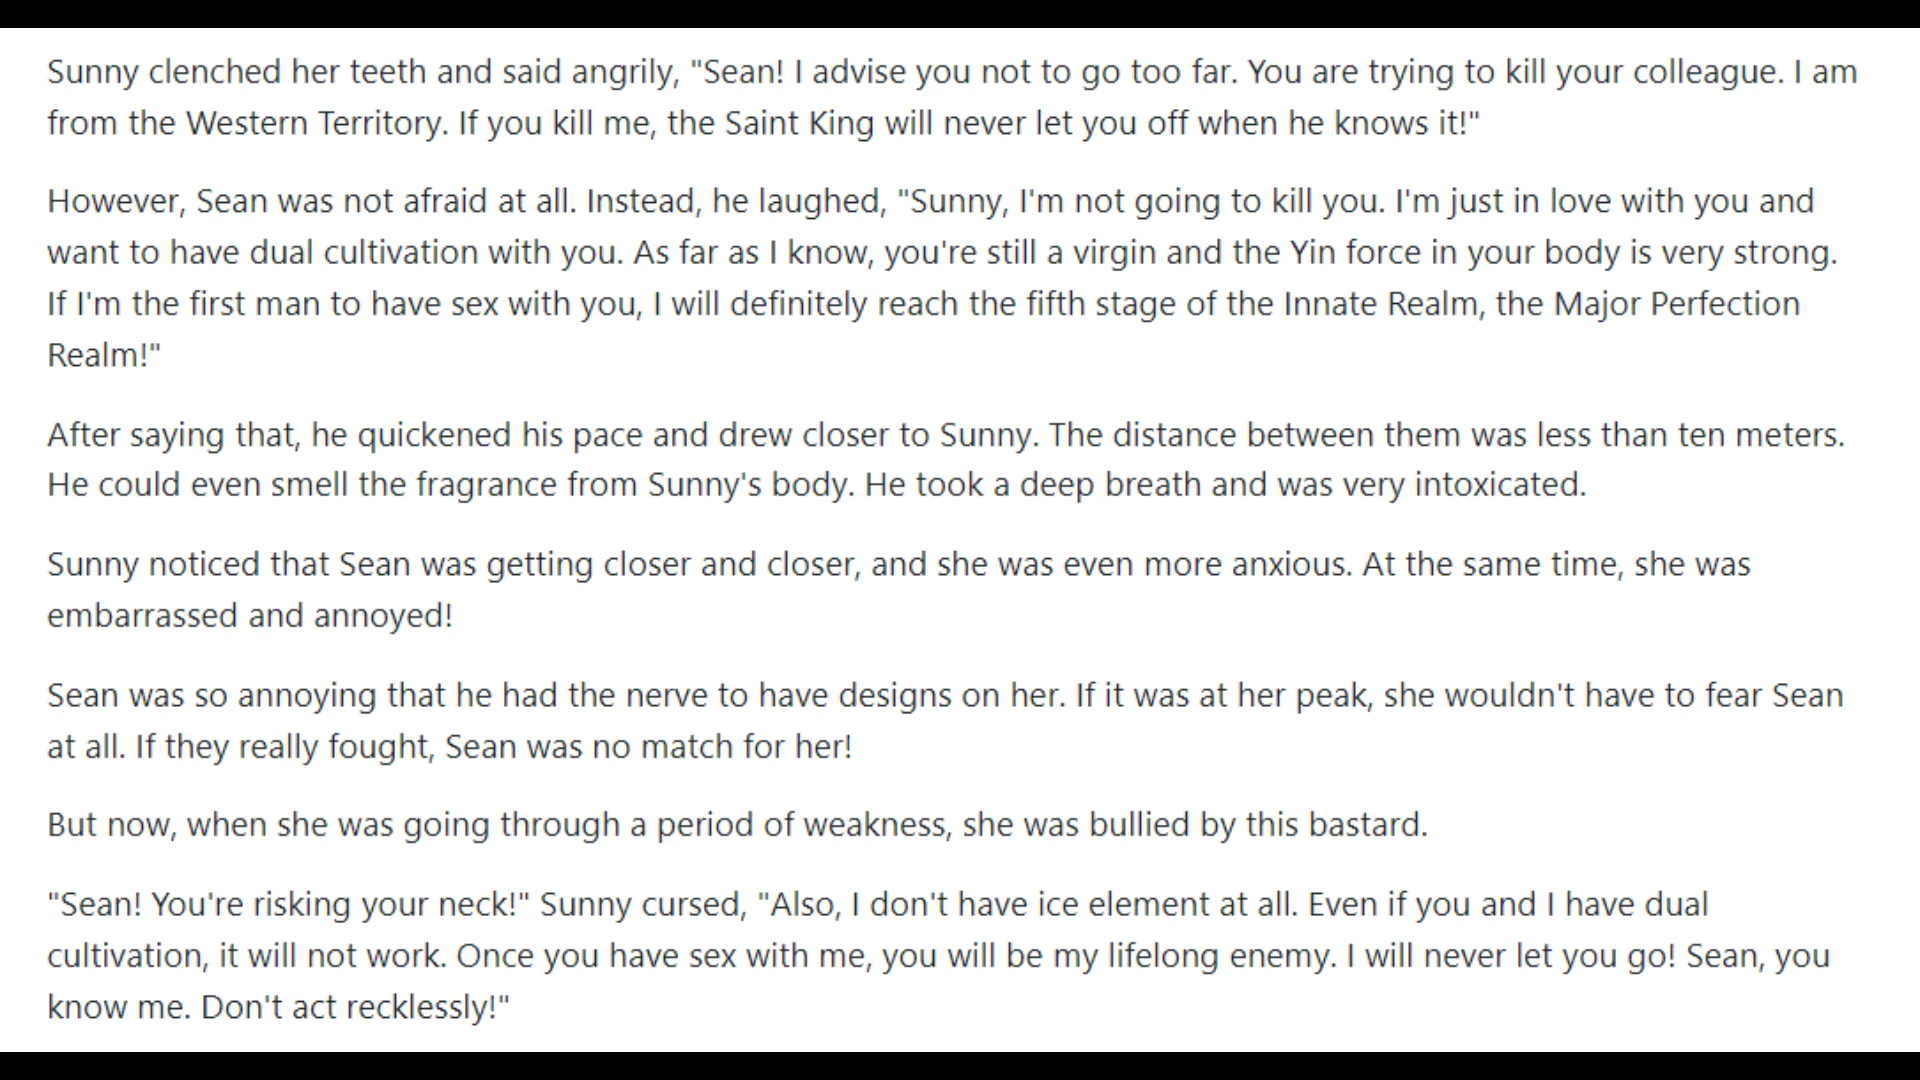 Sunny clenched her teeth and said angrily, "Sean! I advise you not to go too far. You are trying to kill your colleague. I am
from the Western Territory. If you kill me, the Saint King will never let you off when he knows it!"
However, Sean was not afraid at all. Instead, he laughed, "Sunny, I'm not going to kill you. I'm just in love with you and
want to have dual cultivation with you. As far as I know, you're still a virgin and the Yin force in your body is very strong.
If I'm the first man to have sex with you, I will definitely reach the fifth stage of the Innate Realm, the Major Perfection
Realm!"
After saying that, he quickened his pace and drew closer to Sunny. The distance between them was less than ten meters.
He could even smell the fragrance from Sunny's body. He took a deep breath and was very intoxicated.
Sunny noticed that Sean was getting closer and closer, and she was even more anxious. At the same time, she was
embarrassed and annoyed!
Sean was so annoying that he had the nerve to have designs on her. If it was at her peak, she wouldn't have to fear Sean
at all. If they really fought, Sean was no match for her!
But now, when she was going through a period of weakness, she was bullied by this bastard.
"Sean! You're risking your neck!" Sunny cursed, "Also, I don't have ice element at all. Even if you and I have dual
cultivation, it will not work. Once you have sex with me, you will be my lifelong enemy. I will never let you go! Sean, you
know me. Don't act recklessly!"